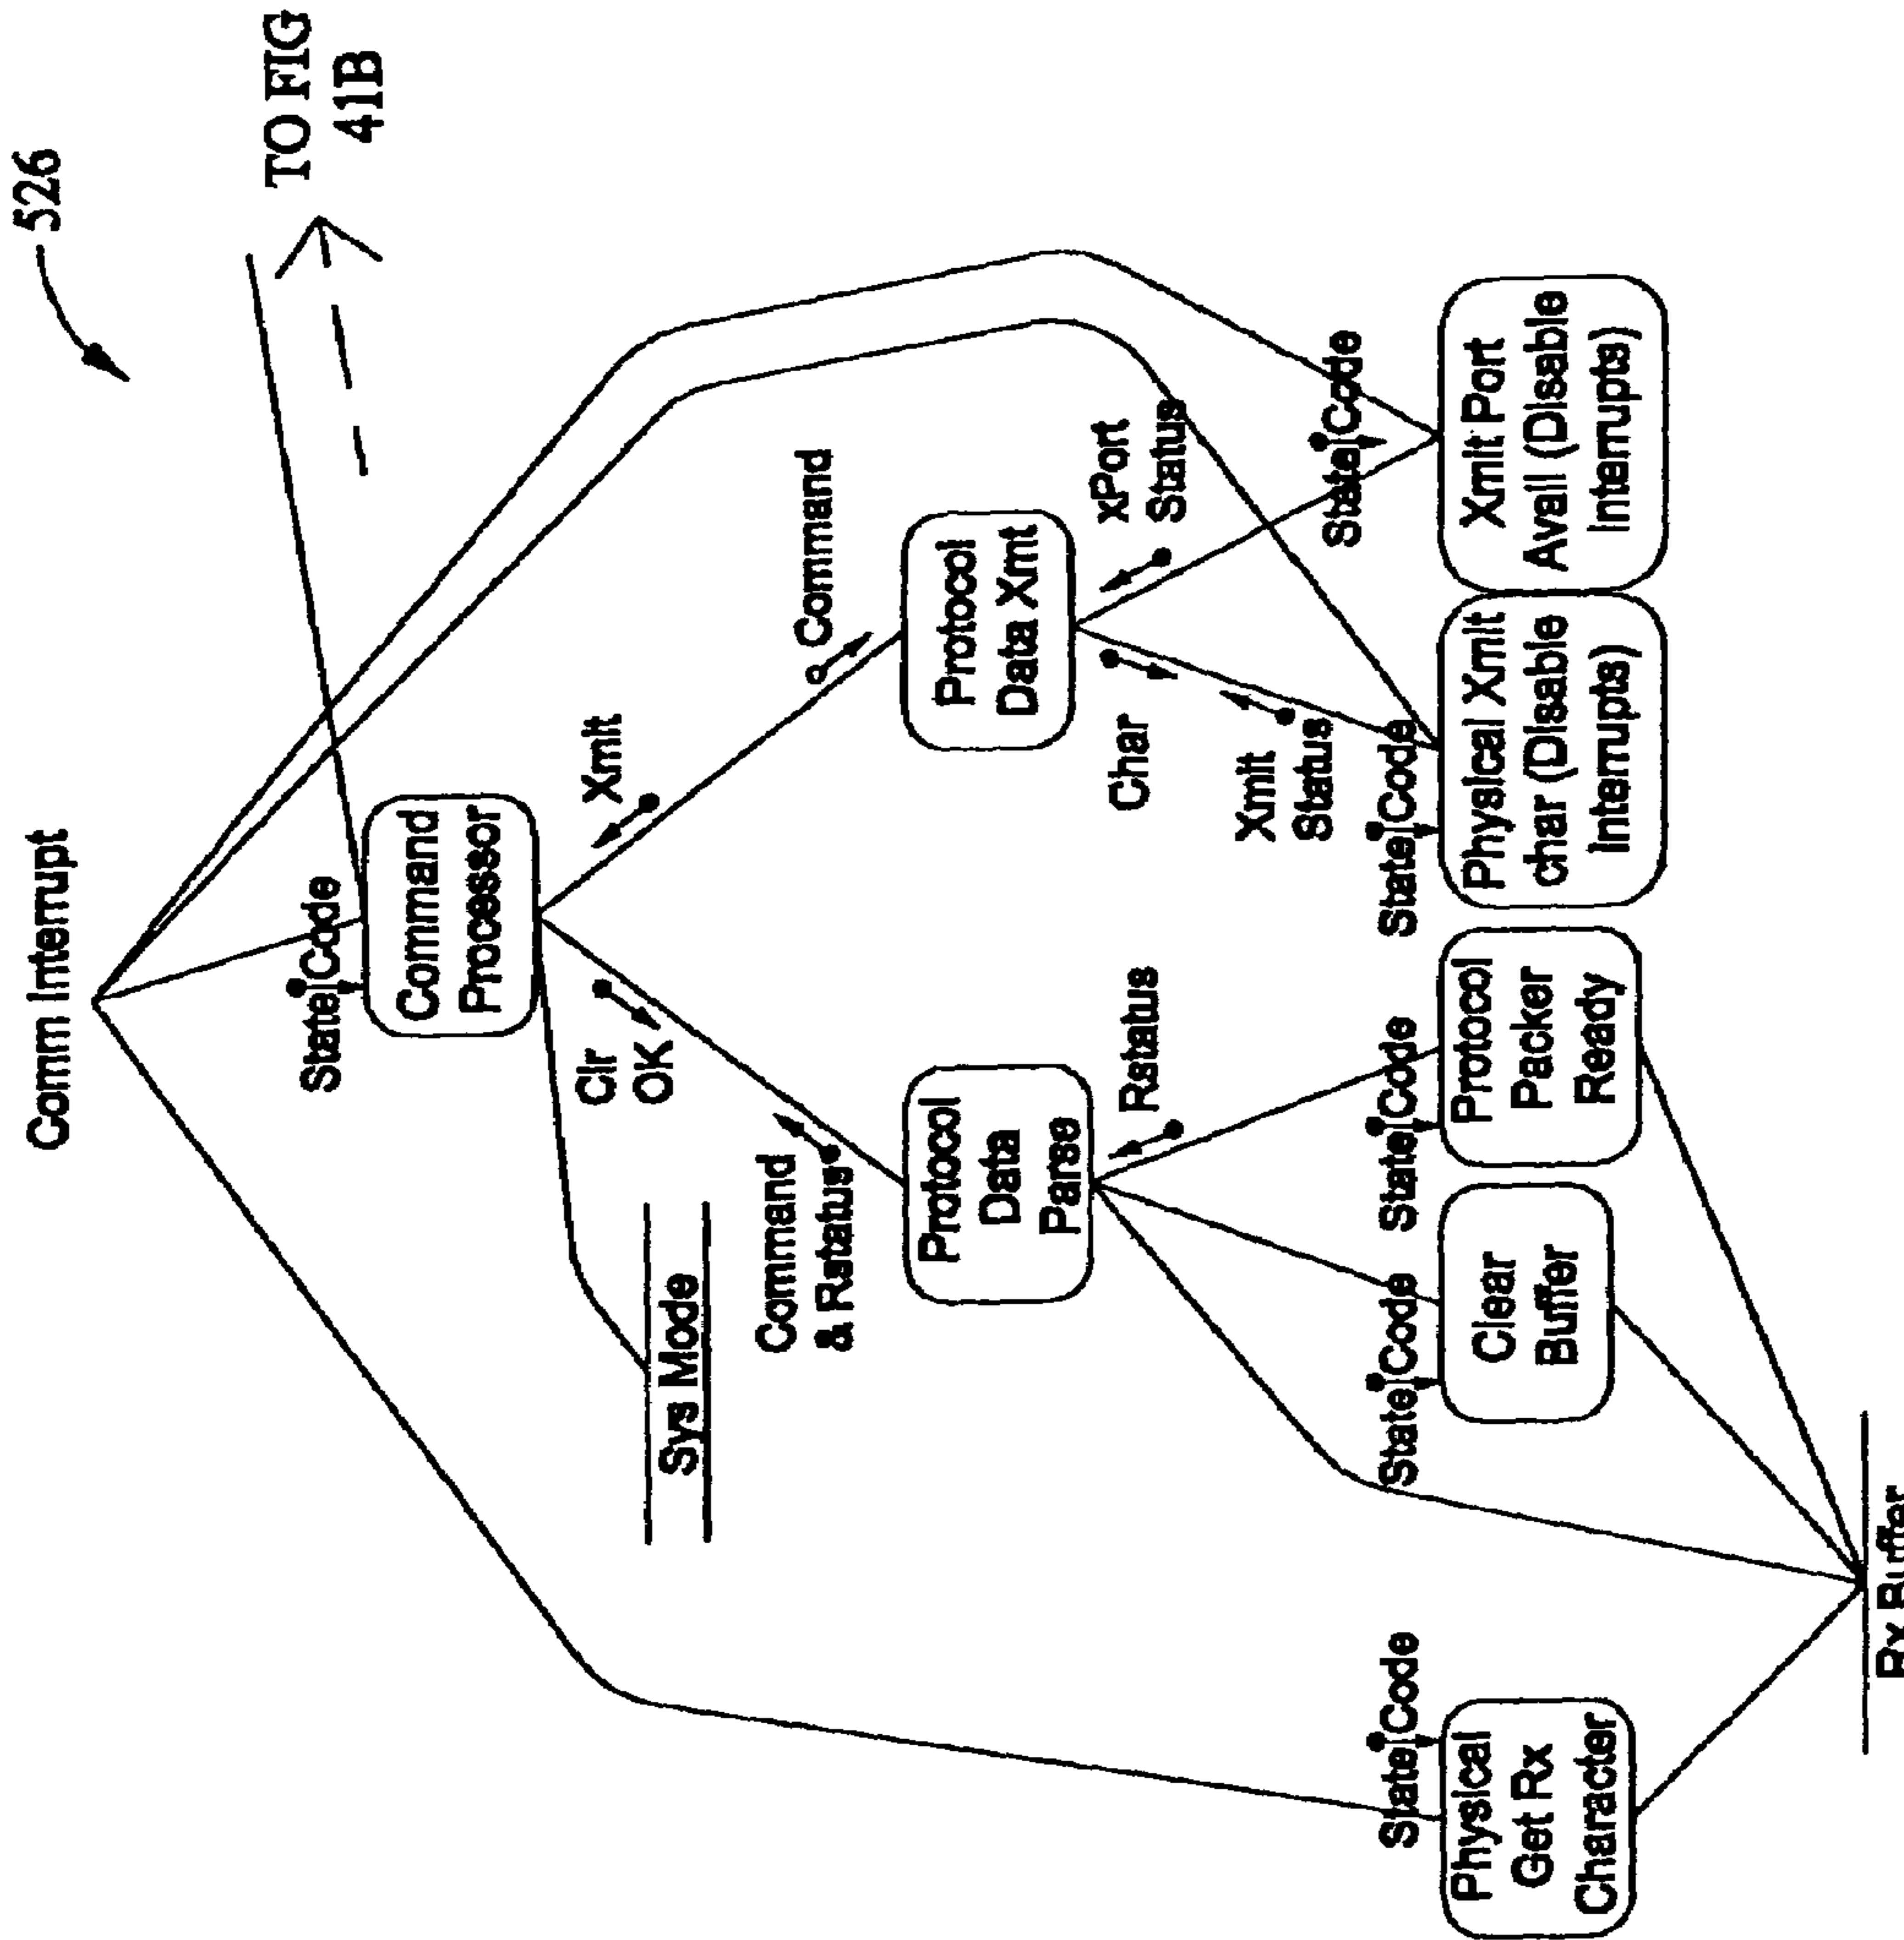 526
TO FIG
41B
Comm Interrupt
State Code
Command
Processor
Xmit
Clr
OK
Sys Mode
Command
& Rstatus
Command
Protocol
Data
Parse
Protocol
Data Xmt
Rstatus
Char
Xmit
Status
xPort
Status
State Code
State Code
State Code
State Code
State Code
Physical
Get Rx
Character
Clear
Buffer
Protocol
Packer
Ready
Physical Xmit
char (Disable
Interrupts)
Xmit Port
Avail (Disable
Interrupts)
Rx Buffer